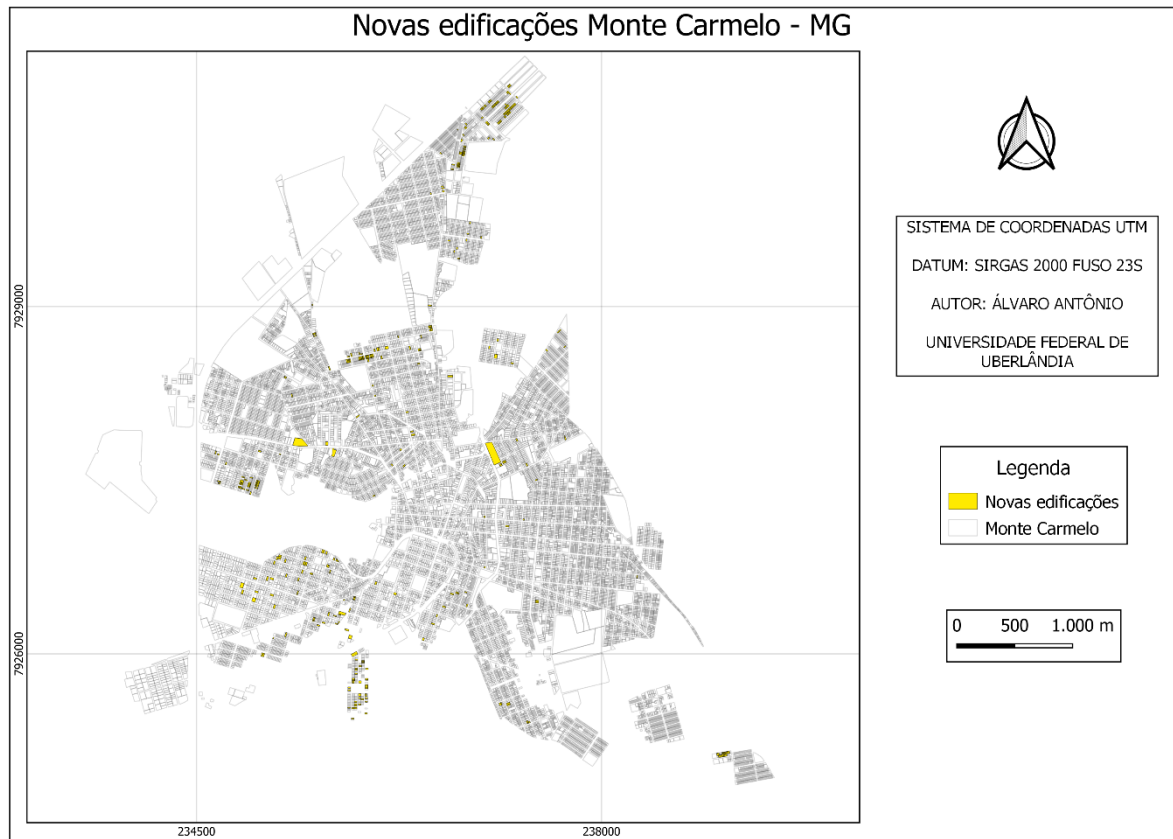 Novas edificações Monte Carmelo - MG
SISTEMA DE COORDENADAS UTM
DATUM: SIRGAS 2000 FUSO 23S
AUTOR: ÁLVARO ANTÔNIO
UNIVERSIDADE FEDERAL DE
UBERLÂNDIA
7929000
Legenda
Novas edificações
Monte Carmelo
0 500 1.000 m
7926000
234500 238000